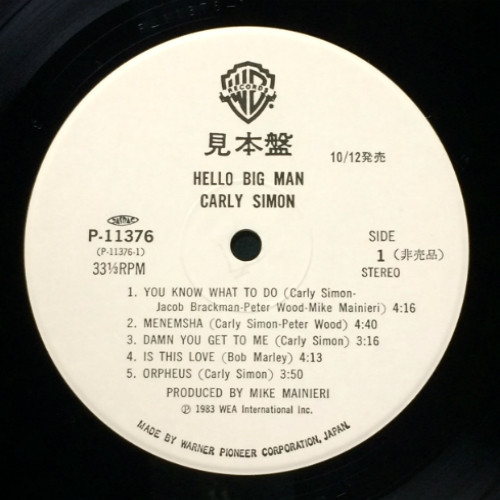 WB
RECORDS
見本盤
10/12発売
HELLO BIG MAN
CARLY SIMON
P-11376
(P-11376-1)
33⅓RPM
SIDE
1 (非売品)
STEREO
1. YOU KNOW WHAT TO DO (Carly Simon-
Jacob Brackman-Peter Wood-Mike Mainieri) 4:16
2. MENEMSHA (Carly Simon-Peter Wood) 4:40
3. DAMN YOU GET TO ME (Carly Simon) 3:16
4. IS THIS LOVE (Bob Marley) 4:13
5. ORPHEUS (Carly Simon) 3:50
PRODUCED BY MIKE MAINIERI
Ⓟ 1983 WEA International Inc.
MADE BY WARNER PIONEER CORPORATION, JAPAN.